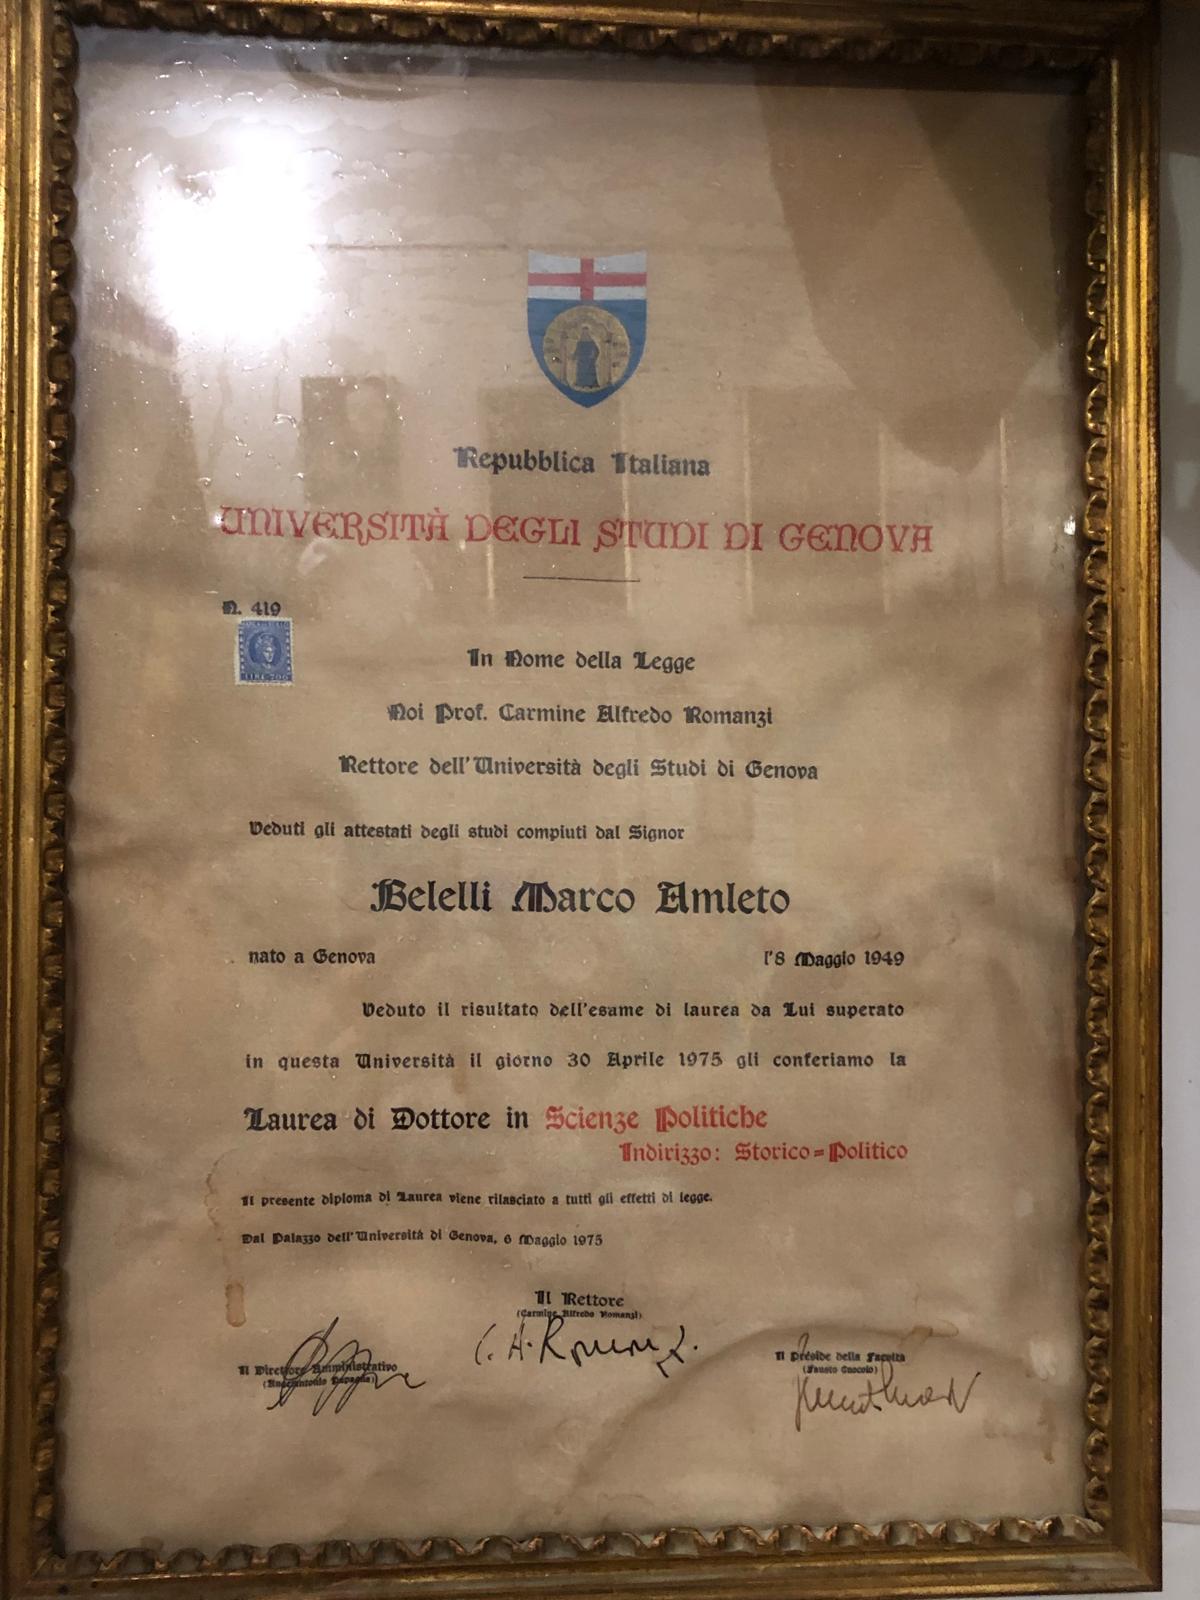 Repubblica Italiana
UNIVERSITÀ DEGLI STUDI DI GENOVA
N. 419
LIRE 700
In Nome della Legge
Noi Prof. Carmine Alfredo Romanzi
Rettore dell'Università degli Studi di Genova
Veduti gli attestati degli studi compiuti dal Signor
Belelli Marco Amleto
nato a Genova l'8 Maggio 1949
Veduto il risultato dell'esame di laurea da Lui superato
in questa Università il giorno 30 Aprile 1975 gli conferiamo la
Laurea di Dottore in Scienze Politiche
Indirizzo: Storico=Politico
Il presente diploma di Laurea viene rilasciato a tutti gli effetti di legge.
Dal Palazzo dell'Università di Genova, 6 Maggio 1975
Il Rettore
(Carmine Alfredo Romanzi)
C. A. Romanzi
Il Direttore Amministrativo
Il Preside della Facoltà
(Fausto Cuocolo)